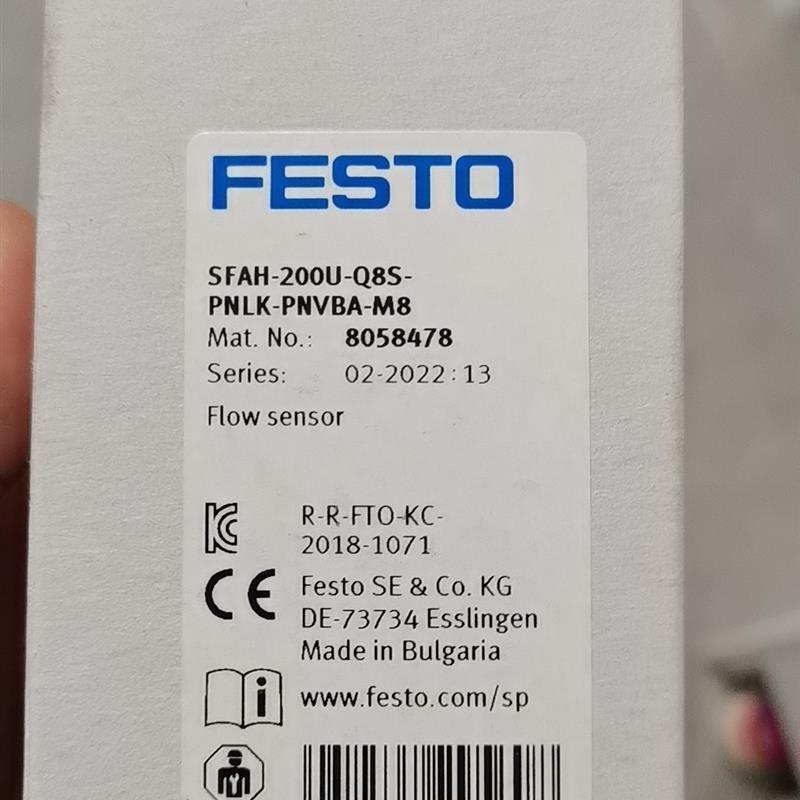 FESTO
SFAH-200U-Q8S-
PNLK-PNVBA-M8
Mat. No.: 8058478
Series: 02-2022:13
Flow sensor
R-R-FTO-KC-
2018-1071
CE Festo SE & Co. KG
DE-73734 Esslingen
Made in Bulgaria
www.festo.com/sp